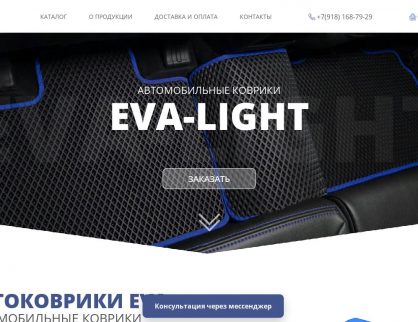 КАТАЛОГ О ПРОДУКЦИИ ДОСТАВКА И ОПЛАТА КОНТАКТЫ +7(918) 168-79-29
АВТОМОБИЛЬНЫЕ КОВРИКИ
EVA-LIGHT
ЗАКАЗАТЬ
ТОКОВРИКИ
МОБИЛЬНЫЕ КОВРИКИ
Консультация через мессенджер